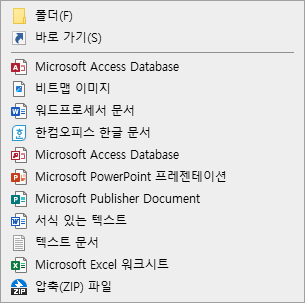 폴더(F)
바로 가기(S)
Microsoft Access Database
비트맵 이미지
워드프로세서 문서
한컴오피스 한글 문서
Microsoft Access Database
Microsoft PowerPoint 프레젠테이션
Microsoft Publisher Document
서식 있는 텍스트
텍스트 문서
Microsoft Excel 워크시트
압축(ZIP) 파일